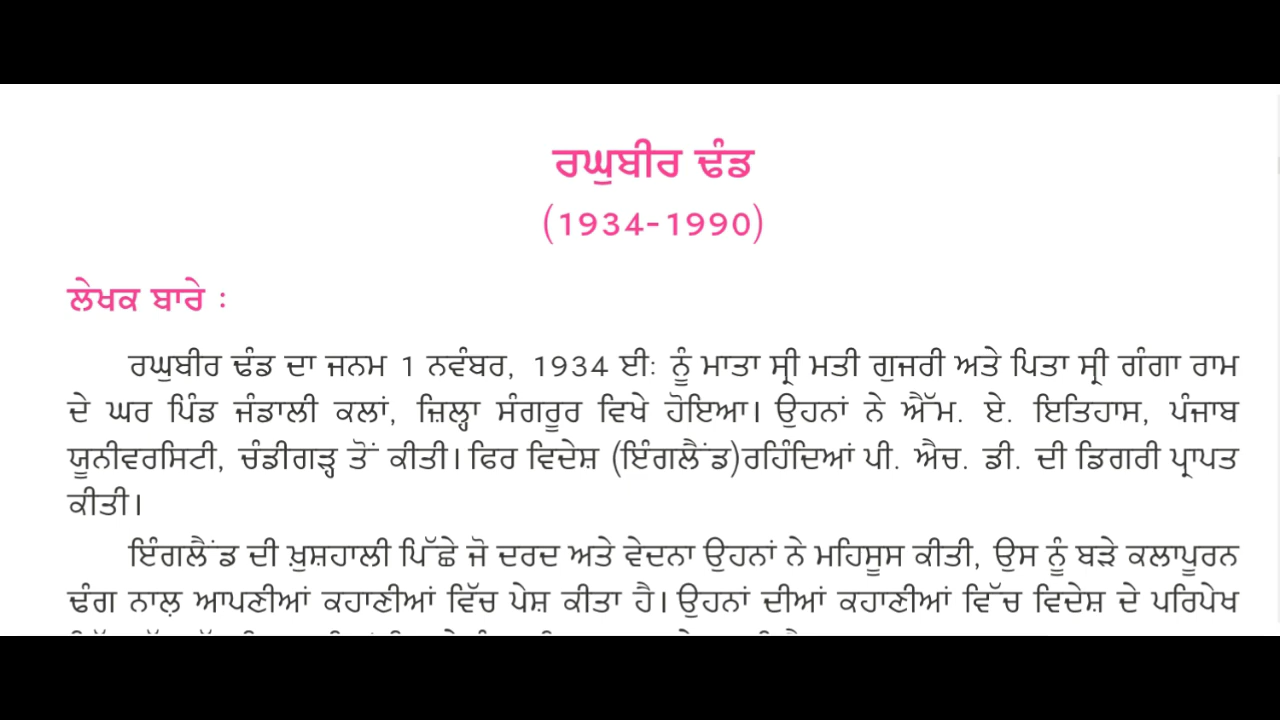 ਰਘੁਬੀਰ ਢੰਡ
(1934-1990)
ਲੇਖਕ ਬਾਰੇ :
ਰਘੁਬੀਰ ਢੰਡ ਦਾ ਜਨਮ 1 ਨਵੰਬਰ, 1934 ਈ: ਨੂੰ ਮਾਤਾ ਸ੍ਰੀ ਮਤੀ ਗੁਜਰੀ ਅਤੇ ਪਿਤਾ ਸ੍ਰੀ ਗੰਗਾ ਰਾਮ
ਦੇ ਘਰ ਪਿੰਡ ਜੰਡਾਲੀ ਕਲਾਂ, ਜ਼ਿਲ੍ਹਾ ਸੰਗਰੂਰ ਵਿਖੇ ਹੋਇਆ। ਉਹਨਾਂ ਨੇ ਐੱਮ. ਏ. ਇਤਿਹਾਸ, ਪੰਜਾਬ
ਯੂਨੀਵਰਸਿਟੀ, ਚੰਡੀਗੜ੍ਹ ਤੋਂ ਕੀਤੀ। ਫਿਰ ਵਿਦੇਸ਼ (ਇੰਗਲੈਂਡ)ਰਹਿੰਦਿਆਂ ਪੀ. ਐਚ. ਡੀ. ਦੀ ਡਿਗਰੀ ਪ੍ਰਾਪਤ
ਕੀਤੀ।
ਇੰਗਲੈਂਡ ਦੀ ਖ਼ੁਸ਼ਹਾਲੀ ਪਿੱਛੇ ਜੋ ਦਰਦ ਅਤੇ ਵੇਦਨਾ ਉਹਨਾਂ ਨੇ ਮਹਿਸੂਸ ਕੀਤੀ, ਉਸ ਨੂੰ ਬੜੇ ਕਲਾਪੂਰਨ
ਢੰਗ ਨਾਲ਼ ਆਪਣੀਆਂ ਕਹਾਣੀਆਂ ਵਿੱਚ ਪੇਸ਼ ਕੀਤਾ ਹੈ। ਉਹਨਾਂ ਦੀਆਂ ਕਹਾਣੀਆਂ ਵਿੱਚ ਵਿਦੇਸ਼ ਦੇ ਪਰਿਪੇਖ